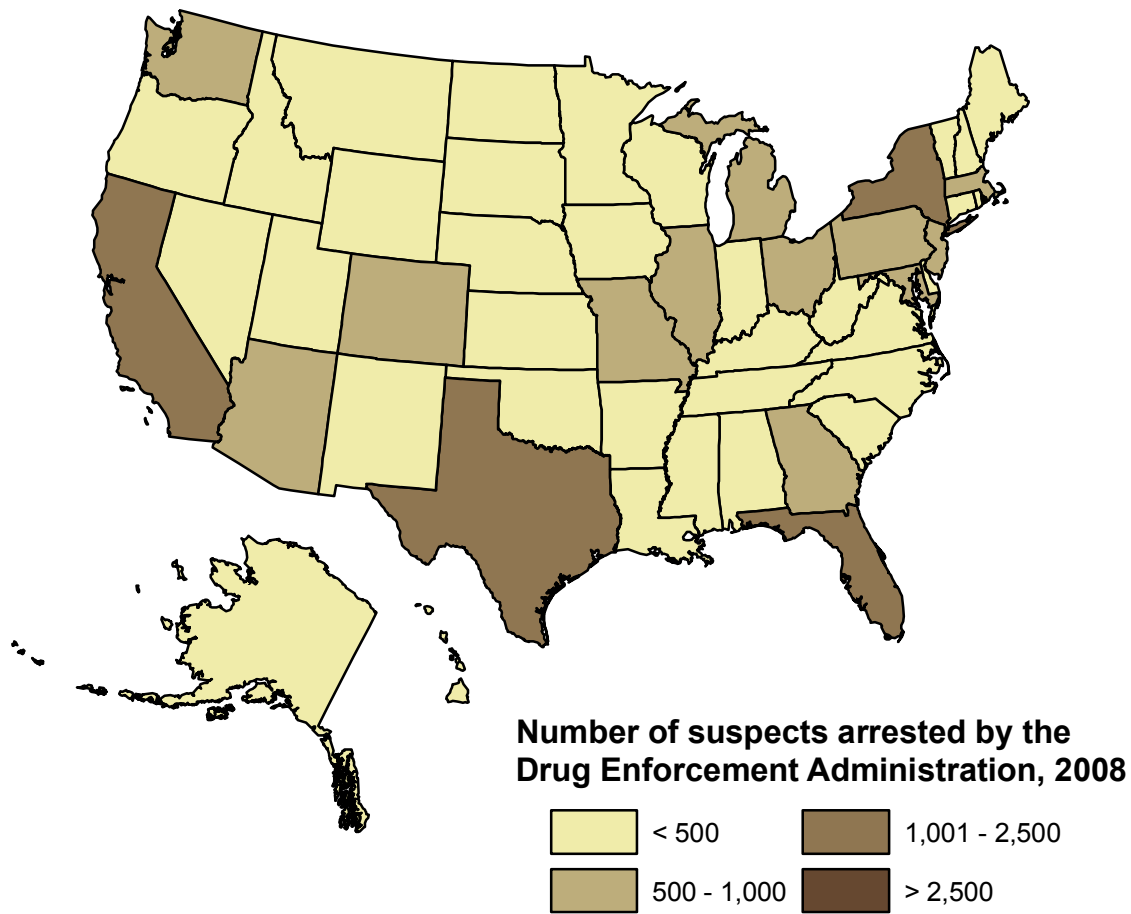 Number of suspects arrested by the
Drug Enforcement Administration, 2008
< 500
1,001 - 2,500
500 - 1,000
> 2,500